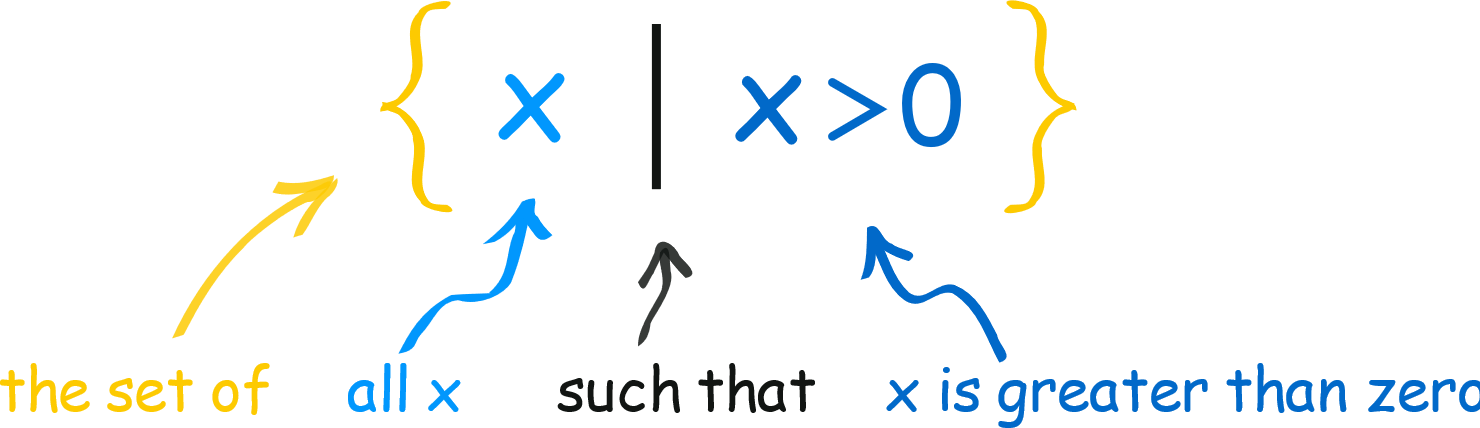 { x | x > 0 }
the set of all x such that x is greater than zero